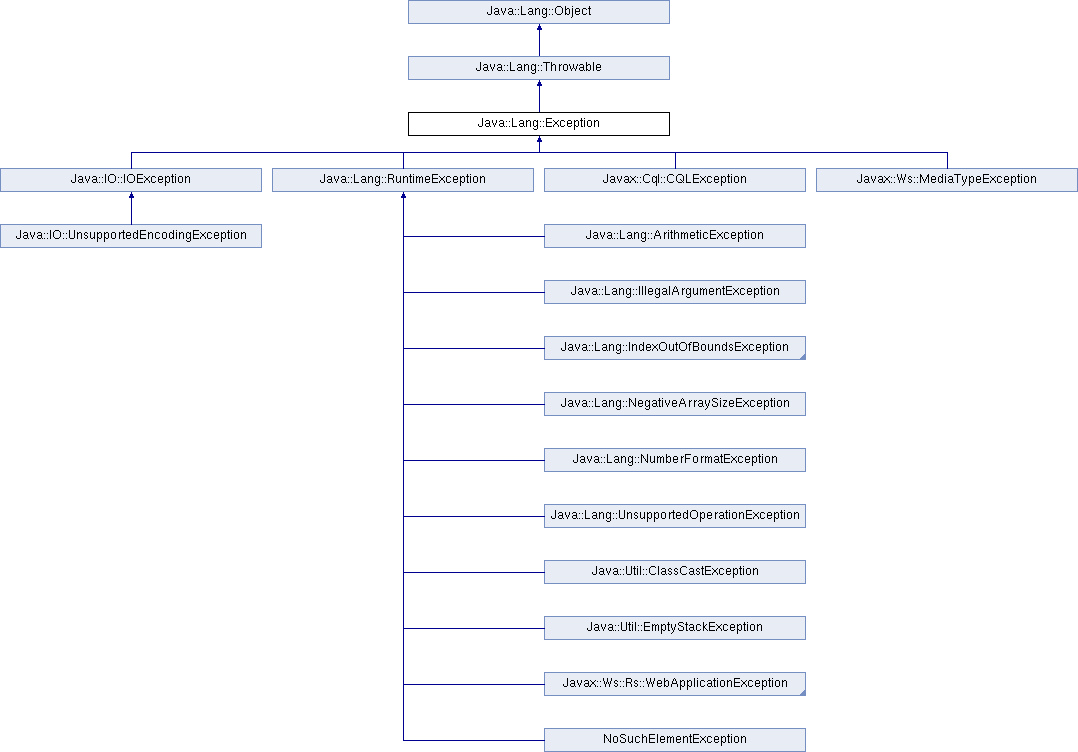 Java::Lang::Object
Java::Lang::Throwable
Java::Lang::Exception
Java::IO::IOException
Java::Lang::RuntimeException
Javax::Cql::CQLException
Javax::Ws::MediaTypeException
Java::IO::UnsupportedEncodingException
Java::Lang::ArithmeticException
Java::Lang::IllegalArgumentException
Java::Lang::IndexOutOfBoundsException
Java::Lang::NegativeArraySizeException
Java::Lang::NumberFormatException
Java::Lang::UnsupportedOperationException
Java::Util::ClassCastException
Java::Util::EmptyStackException
Javax::Ws::Rs::WebApplicationException
NoSuchElementException